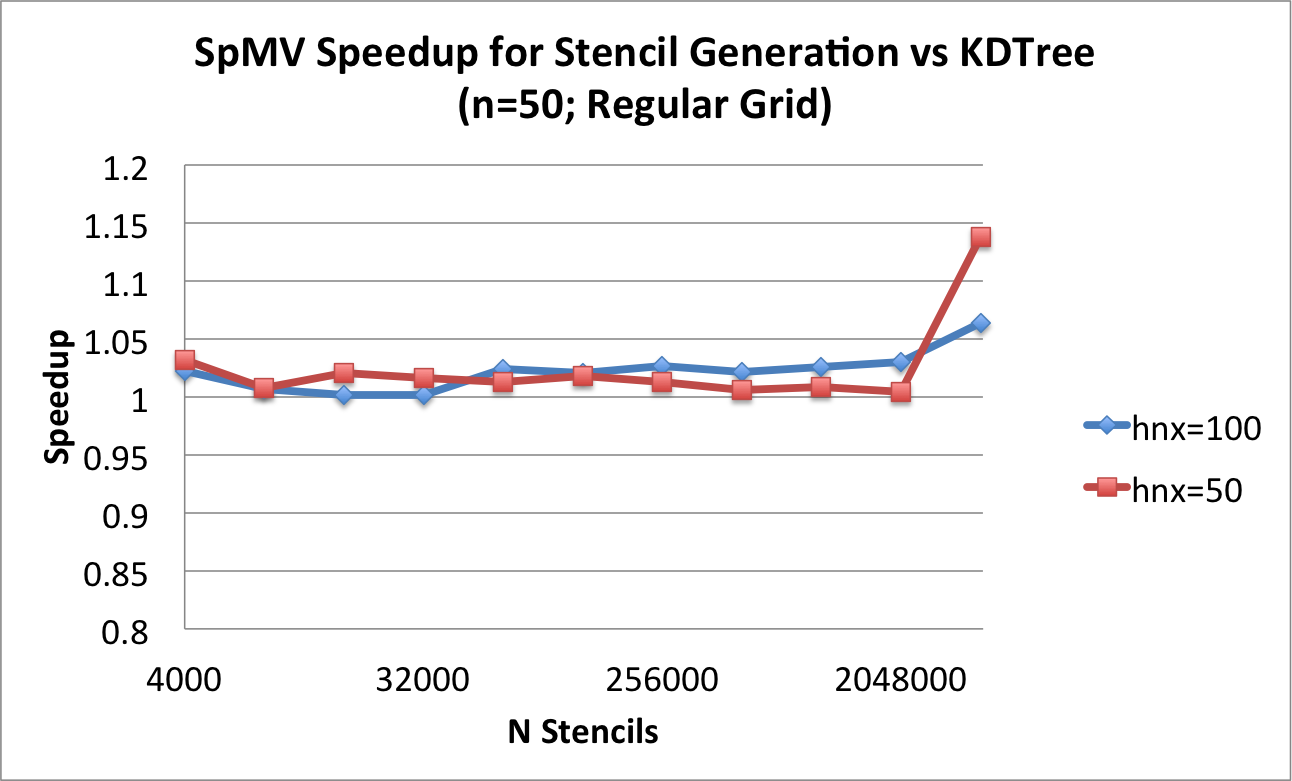 SpMV Speedup for Stencil Generation vs KDTree
(n=50; Regular Grid)
1.2
1.15
1.1
1.05
1
0.95
0.9
0.85
0.8
Speedup
4000 32000 256000 2048000
N Stencils
hnx=100
hnx=50